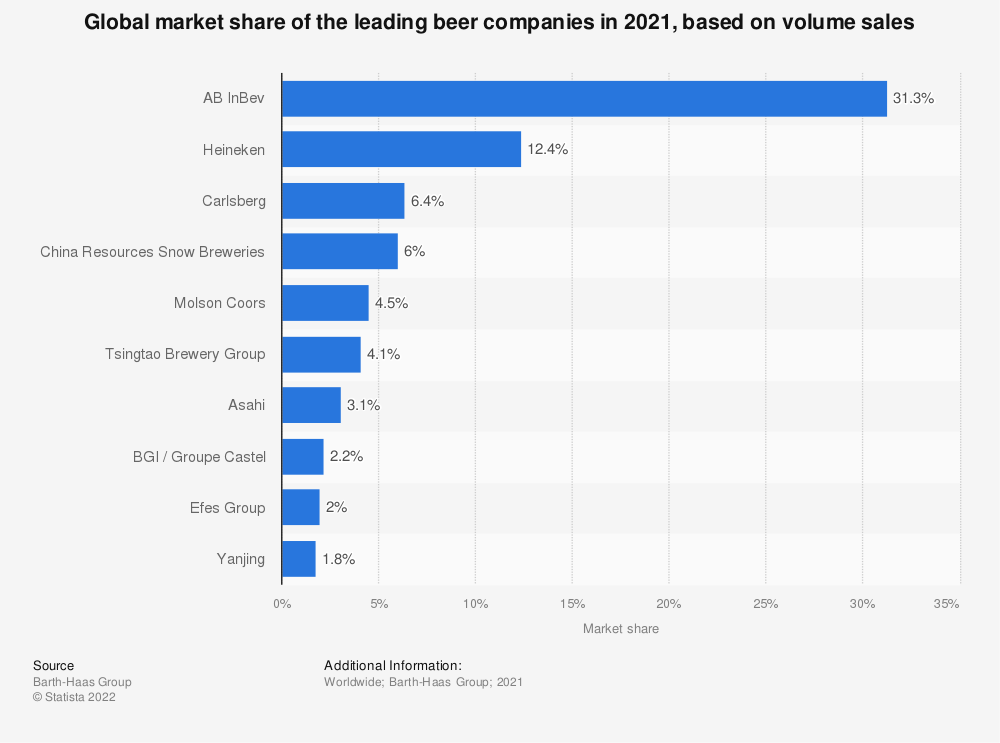 Global market share of the leading beer companies in 2021, based on volume sales
AB InBev 31.3%
Heineken 12.4%
Carlsberg 6.4%
China Resources Snow Breweries 6%
Molson Coors 4.5%
Tsingtao Brewery Group 4.1%
Asahi 3.1%
BGI / Groupe Castel 2.2%
Efes Group 2%
Yanjing 1.8%
0% 5% 10% 15% 20% 25% 30% 35%
Market share
Source
Barth-Haas Group
© Statista 2022
Additional Information:
Worldwide; Barth-Haas Group; 2021